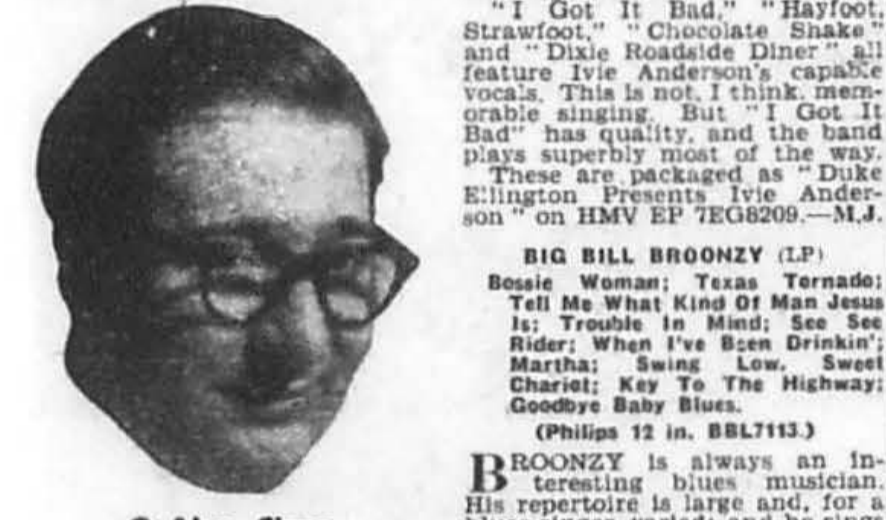 "I Got It Bad," "Hayfoot,
Strawfoot," "Chocolate Shake"
and "Dixie Roadside Diner" all
feature Ivie Anderson's capable
vocals. This is not, I think, mem-
orable singing. But "I Got It
Bad" has quality, and the band
plays superbly most of the way.
These are packaged as "Duke
Ellington Presents Ivie Ander-
son" on HMV EP 7EG8209.—M.J.
BIG BILL BROONZY (LP)
Bossie Woman; Texas Tornado;
Tell Me What Kind Of Man Jesus
Is; Trouble In Mind; See See
Rider; When I've Been Drinkin';
Martha; Swing Low, Sweet
Chariot; Key To The Highway;
Goodbye Baby Blues.
(Philips 12 in. BBL7113.)
BROONZY is always an in-
teresting blues musician.
His repertoire is large and, for a